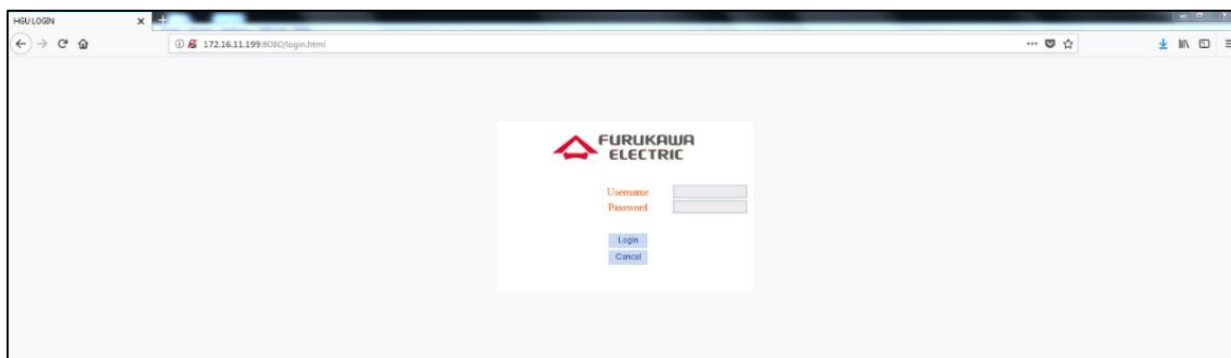 HGU LOGIN
172.16.11.199:8080/login.html
FURUKAWA
ELECTRIC
Username
Password
Login
Cancel